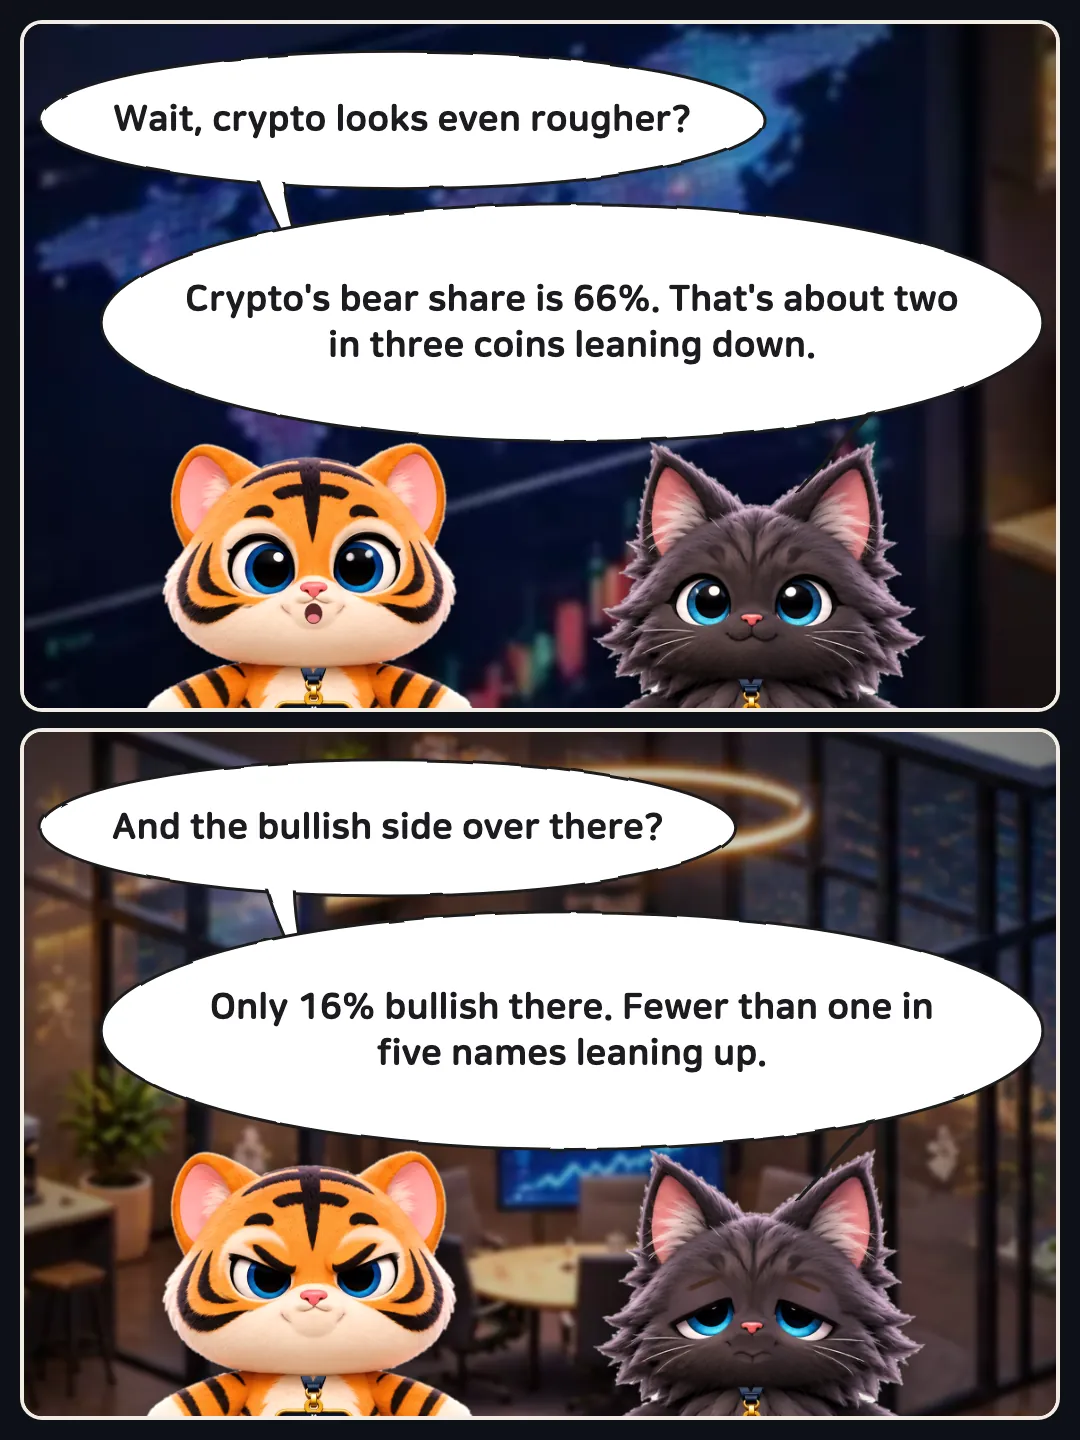 Wait, crypto looks even rougher?
Crypto's bear share is 66%. That's about two
in three coins leaning down.
And the bullish side over there?
Only 16% bullish there. Fewer than one in
five names leaning up.